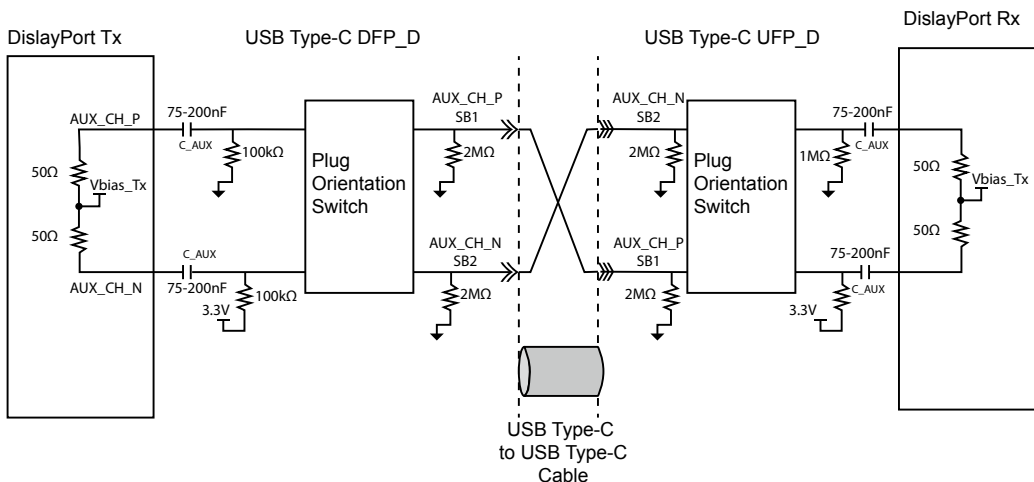 DislayPort Tx
USB Type-C DFP_D
USB Type-C UFP_D
DislayPort Rx
AUX_CH_P
75-200nF
C_AUX
100kΩ
50Ω
Vbias_Tx
50Ω
C_AUX
AUX_CH_N
75-200nF
3.3V
100kΩ
Plug
Orientation
Switch
AUX_CH_P
SB1
2MΩ
AUX_CH_N
SB2
2MΩ
AUX_CH_N
SB2
2MΩ
AUX_CH_P
SB1
2MΩ
Plug
Orientation
Switch
75-200nF
C_AUX
1MΩ
50Ω
Vbias_Tx
50Ω
75-200nF
C_AUX
3.3V
USB Type-C
to USB Type-C
Cable